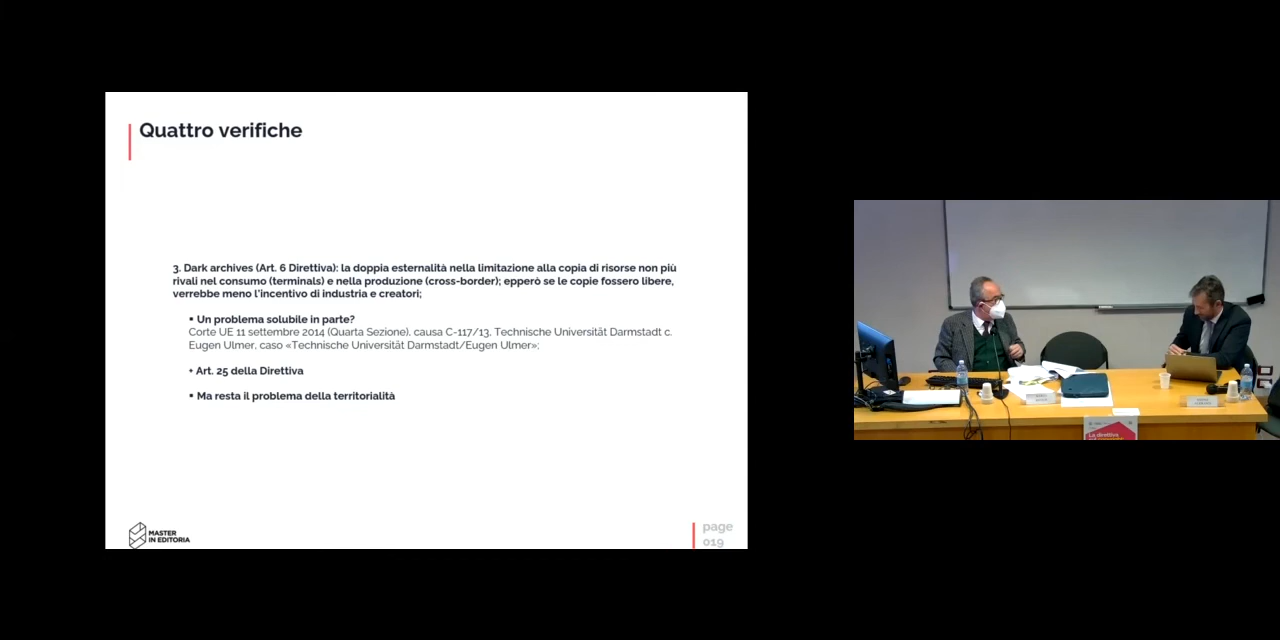 Quattro verifiche
3. Dark archives (Art. 6 Direttiva): la doppia esternalità nella limitazione alla copia di risorse non più
rivali nel consumo (terminals) e nella produzione (cross-border); epperò se le copie fossero libere,
verrebbe meno l'incentivo di industria e creatori;
▪ Un problema solubile in parte?
Corte UE 11 settembre 2014 (Quarta Sezione), causa C-117/13, Technische Universität Darmstadt c.
Eugen Ulmer, caso «Technische Universität Darmstadt/Eugen Ulmer»;
+ Art. 25 della Direttiva
▪ Ma resta il problema della territorialità
MASTER
IN EDITORIA
page
019
La direttiva